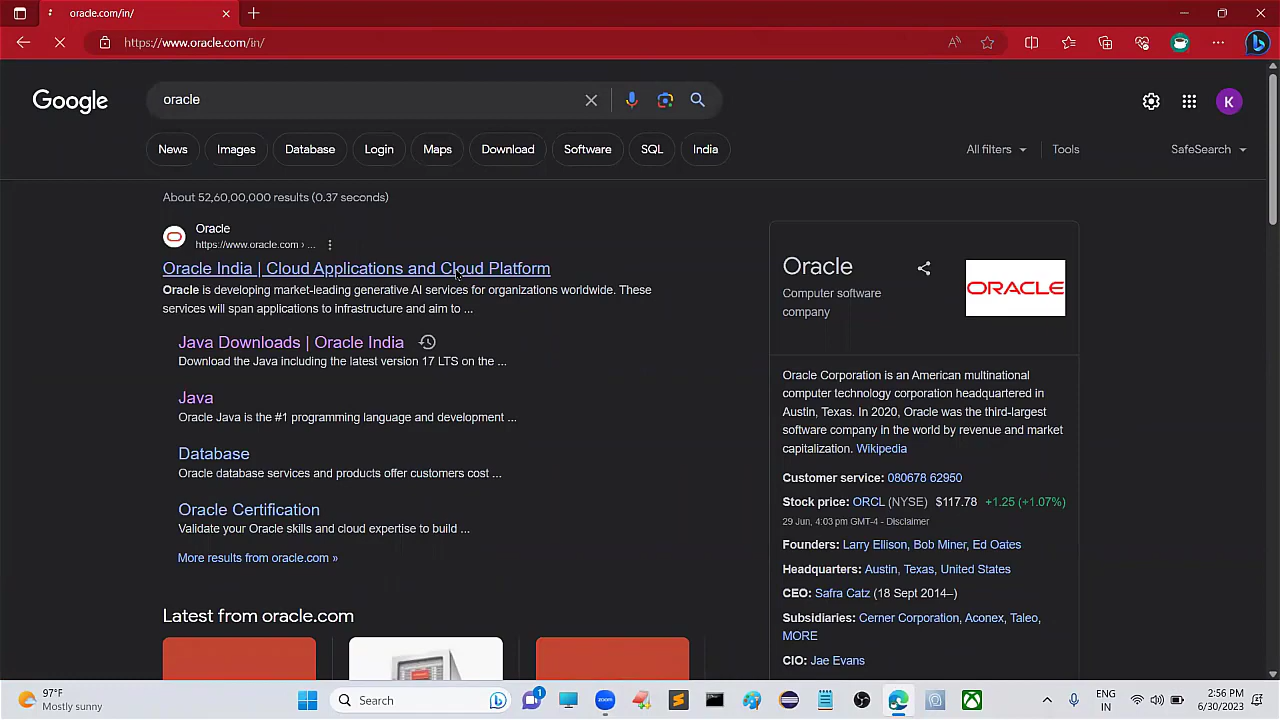 oracle.com/in/
https://www.oracle.com/in/
Google
oracle
K
News
Images
Database
Login
Maps
Download
Software
SQL
India
All filters
Tools
SafeSearch
About 52,60,00,000 results (0.37 seconds)
Oracle
https://www.oracle.com › ...
Oracle India | Cloud Applications and Cloud Platform
Oracle is developing market-leading generative AI services for organizations worldwide. These
services will span applications to infrastructure and aim to ...
Java Downloads | Oracle India
Download the Java including the latest version 17 LTS on the ...
Java
Oracle Java is the #1 programming language and development ...
Database
Oracle database services and products offer customers cost ...
Oracle Certification
Validate your Oracle skills and cloud expertise to build ...
More results from oracle.com »
Latest from oracle.com
Oracle
Computer software
company
ORACLE
Oracle Corporation is an American multinational
computer technology corporation headquartered in
Austin, Texas. In 2020, Oracle was the third-largest
software company in the world by revenue and market
capitalization. Wikipedia
Customer service: 080678 62950
Stock price: ORCL (NYSE) $117.78 +1.25 (+1.07%)
29 Jun, 4:03 pm GMT-4 - Disclaimer
Founders: Larry Ellison, Bob Miner, Ed Oates
Headquarters: Austin, Texas, United States
CEO: Safra Catz (18 Sept 2014–)
Subsidiaries: Cerner Corporation, Aconex, Taleo,
MORE
CIO: Jae Evans
97°F
Mostly sunny
Search
1
ENG
IN
2:56 PM
6/30/2023